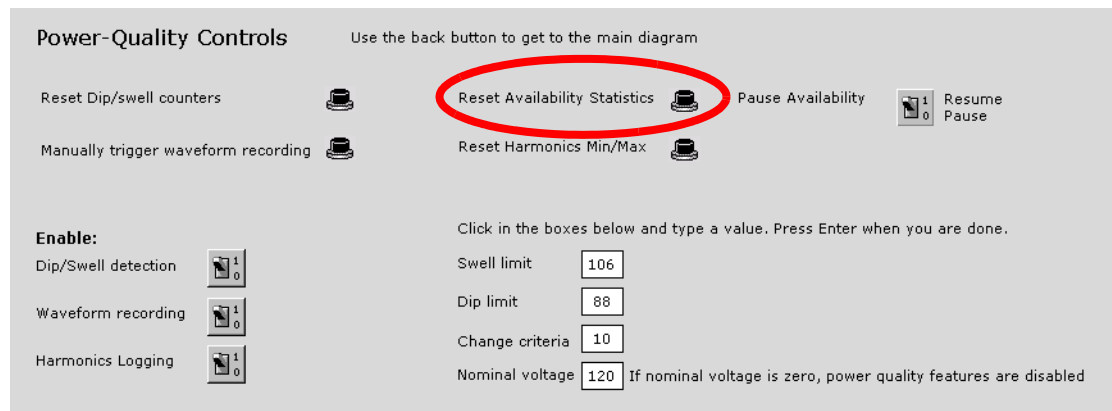 Power-Quality Controls Use the back button to get to the main diagram
Reset Dip/swell counters Reset Availability Statistics Pause Availability 1 Resume
0 Pause
Manually trigger waveform recording Reset Harmonics Min/Max
Click in the boxes below and type a value. Press Enter when you are done.
Enable:
Dip/Swell detection 1 0 Swell limit 106
Dip limit 88
Waveform recording 1 0
Change criteria 10
Harmonics Logging 1 0
Nominal voltage 120 If nominal voltage is zero, power quality features are disabled